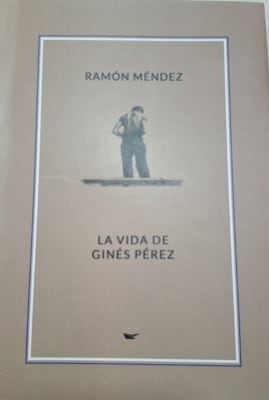 RAMÓN MÉNDEZ
LA VIDA DE
GINÉS PÉREZ